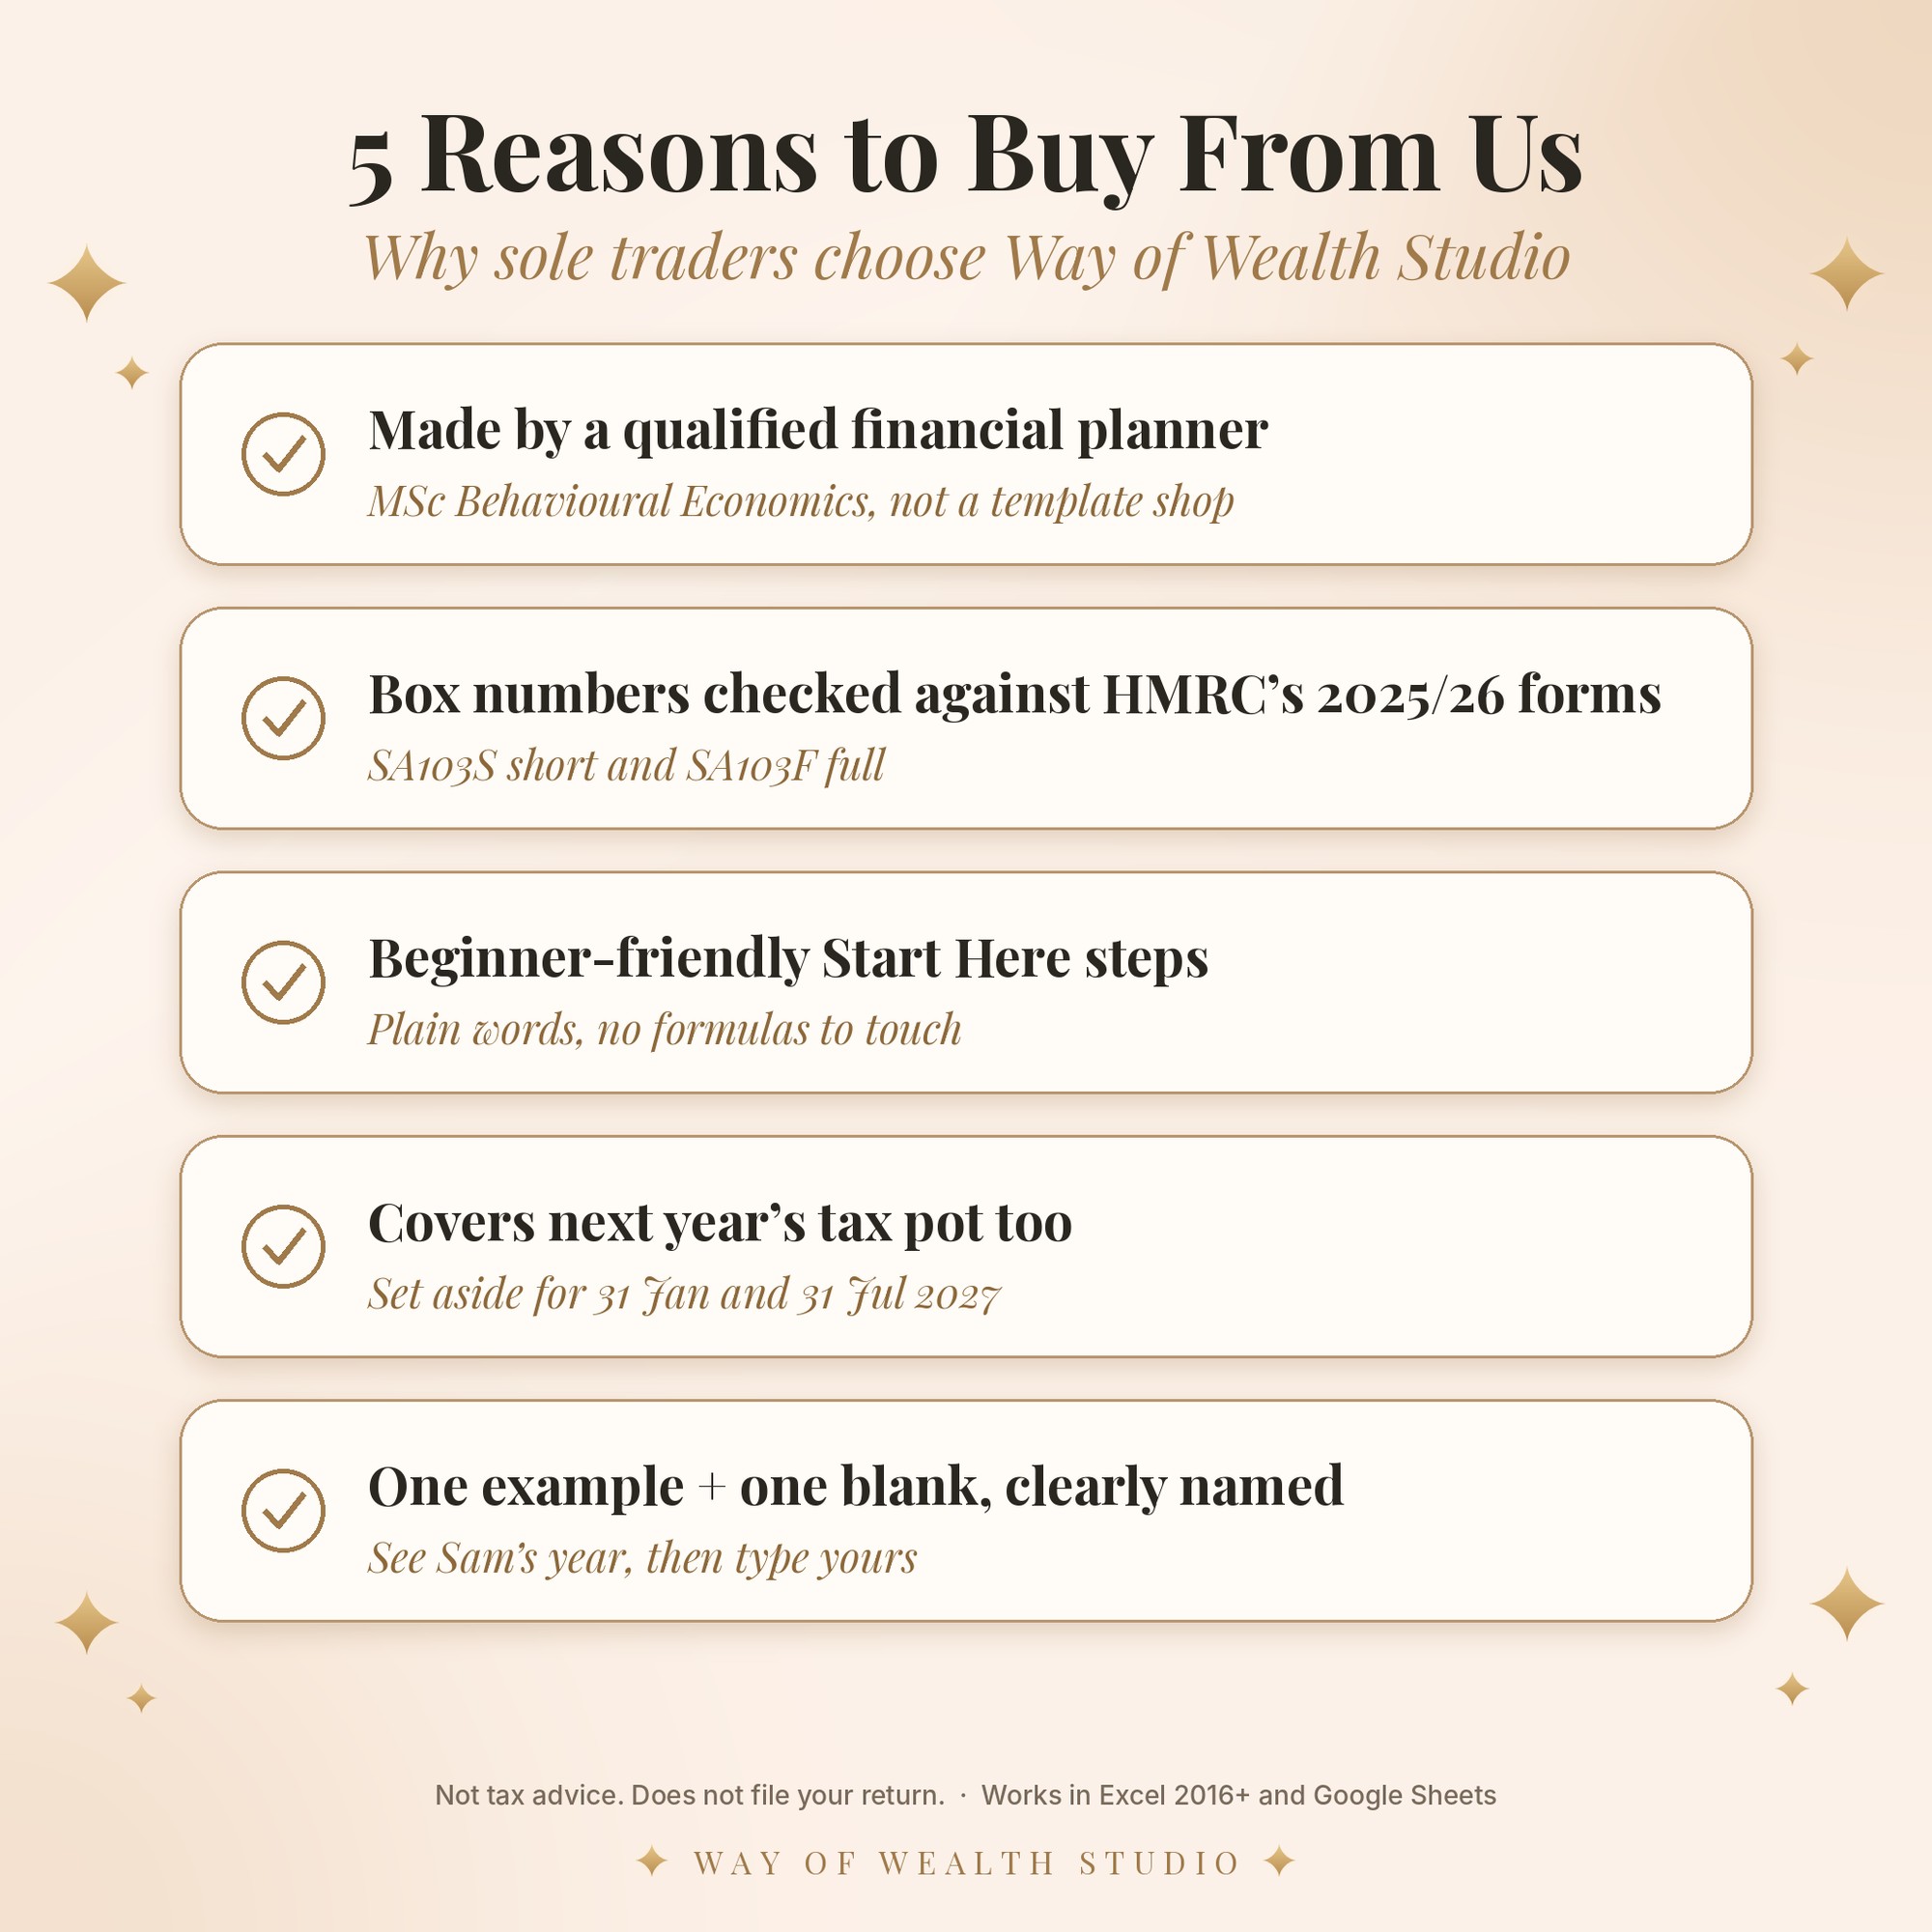 5 Reasons to Buy From Us
Why sole traders choose Way of Wealth Studio
Made by a qualified financial planner
MSc Behavioural Economics, not a template shop
Box numbers checked against HMRC’s 2025/26 forms
SA103S short and SA103F full
Beginner-friendly Start Here steps
Plain words, no formulas to touch
Covers next year’s tax pot too
Set aside for 31 Jan and 31 Jul 2027
One example + one blank, clearly named
See Sam’s year, then type yours
Not tax advice. Does not file your return. · Works in Excel 2016+ and Google Sheets
WAY OF WEALTH STUDIO